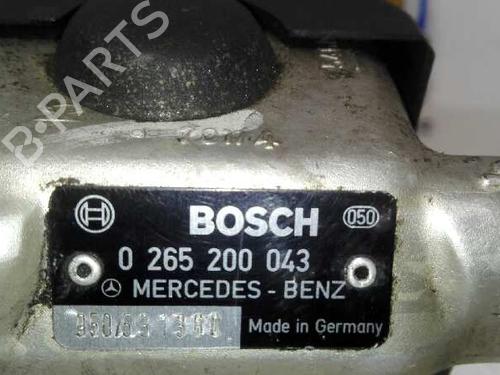 B-PARTS
BOSCH
050
0 265 200 043
MERCEDES - BENZ
Made in Germany